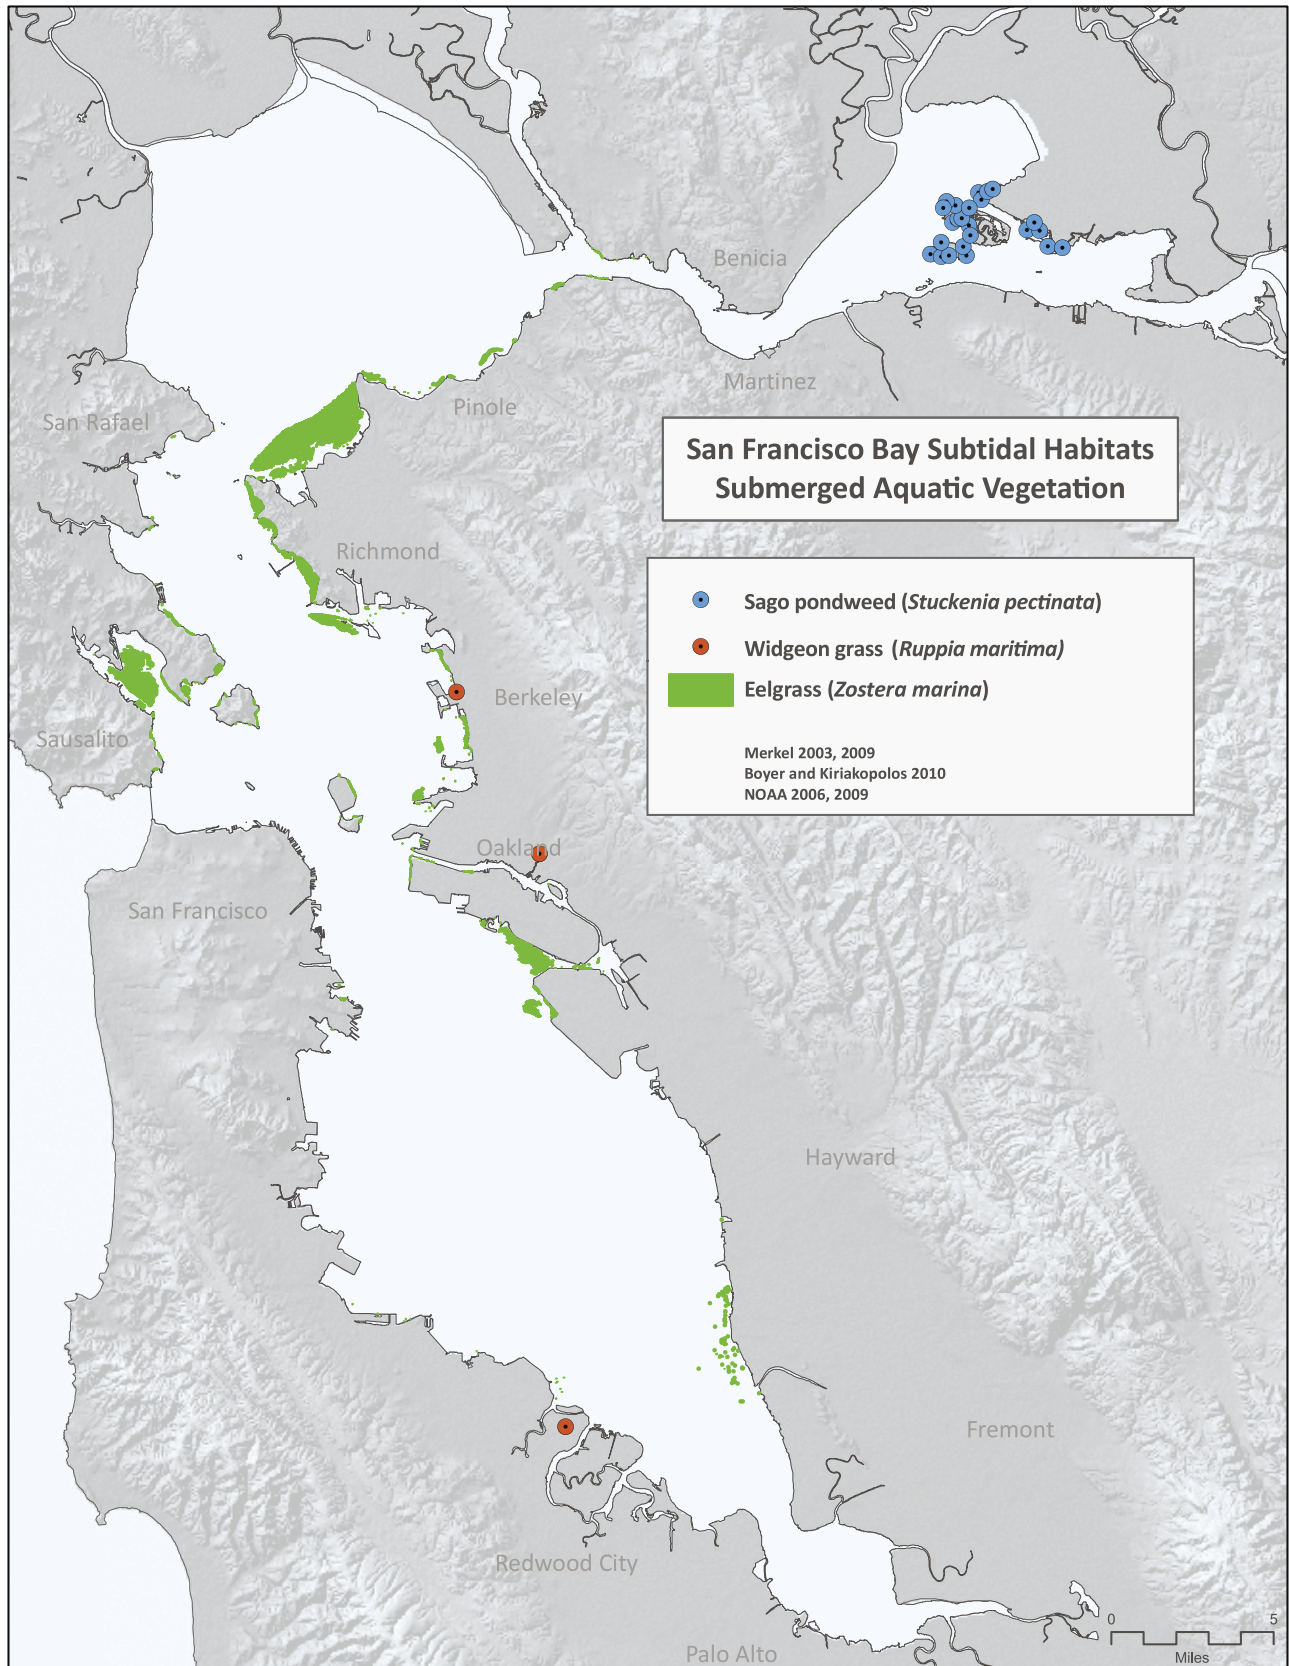 Benicia
Martinez
San Rafael
Pinole
San Francisco Bay Subtidal Habitats
Submerged Aquatic Vegetation
Richmond
Sago pondweed (Stuckenia pectinata)
Widgeon grass (Ruppia maritima)
Eelgrass (Zostera marina)
Merkel 2003, 2009
Boyer and Kiriakopolos 2010
NOAA 2006, 2009
Berkeley
Sausalito
Oakland
San Francisco
Hayward
Fremont
Redwood City
Palo Alto
0 5
Miles